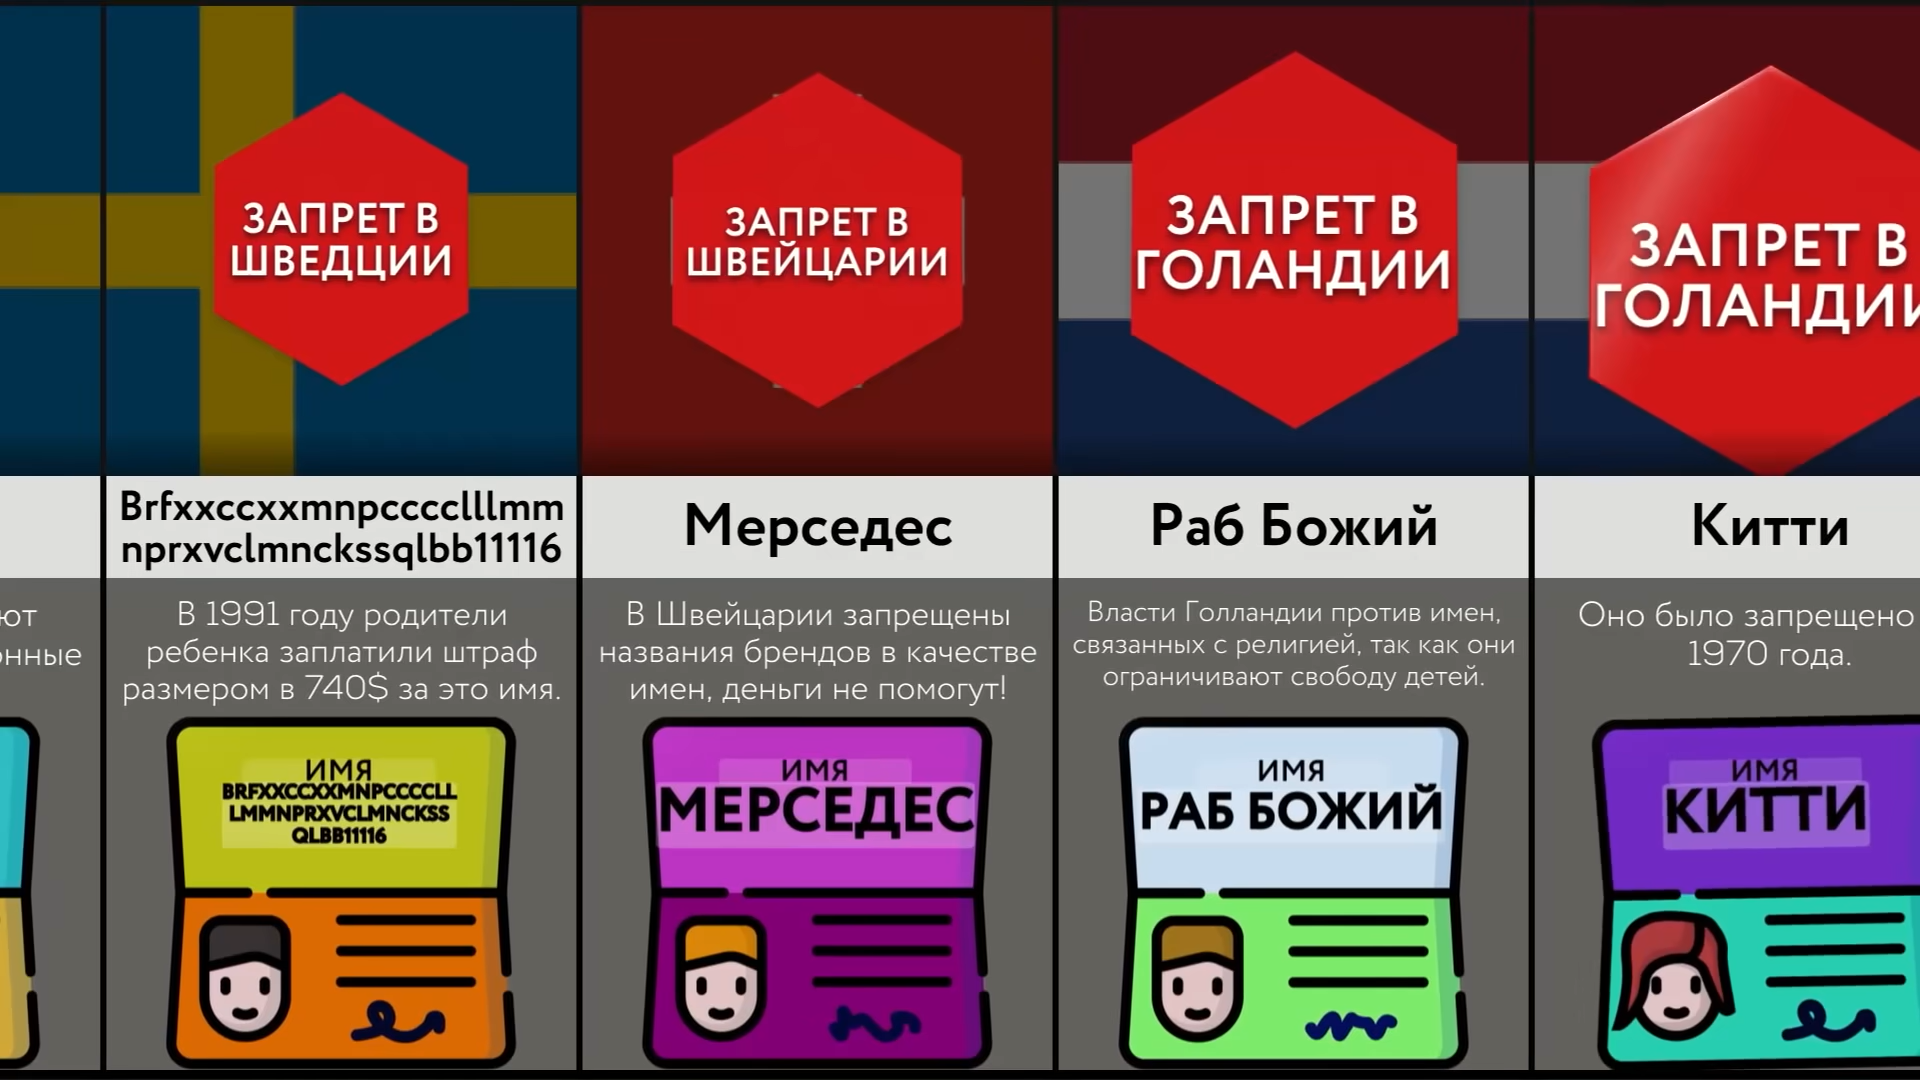 ют
онные
ЗАПРЕТ В
ШВЕДЦИИ
Brfxxccxxmnpcccclllmm
nprxvclmnckssqlbb11116
В 1991 году родители
ребенка заплатили штраф
размером в 740$ за это имя.
ИМЯ
BRFXXCCXXMNPCCCCLL
LMMNPRXVCLMNCKSS
QLBB11116
ЗАПРЕТ В
ШВЕЙЦАРИИ
Мерседес
В Швейцарии запрещены
названия брендов в качестве
имен, деньги не помогут!
ИМЯ
МЕРСЕДЕС
ЗАПРЕТ В
ГОЛАНДИИ
Раб Божий
Власти Голландии против имен,
связанных с религией, так как они
ограничивают свободу детей.
ИМЯ
РАБ БОЖИЙ
ЗАПРЕТ В
ГОЛАНДИИ
Китти
Оно было запрещено
1970 года.
ИМЯ
КИТТИ